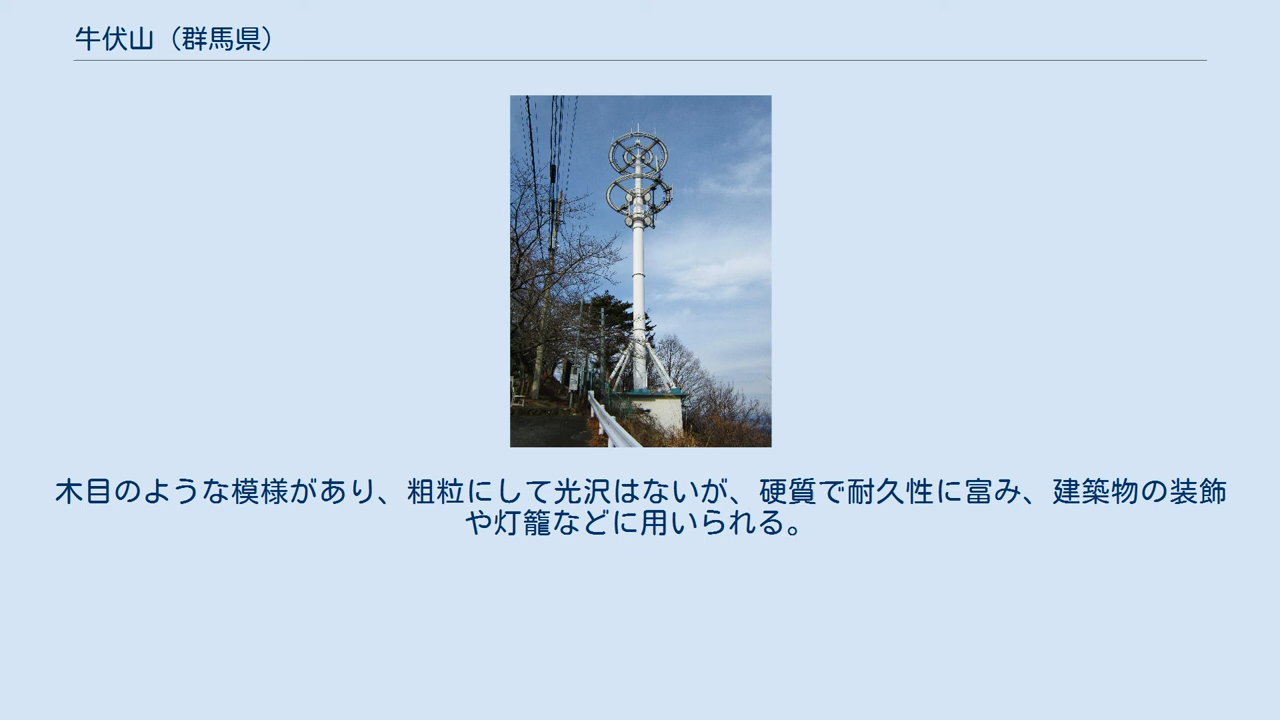 牛伏山（群馬県）
木目のような模様があり、粗粒にして光沢はないが、硬質で耐久性に富み、建築物の装飾
や灯籠などに用いられる。